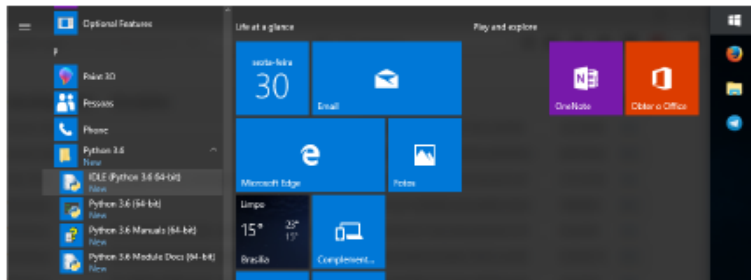 Optional Features
P
Paint 3D
Pessoas
Phone
Python 3.6
New
IDLE (Python 3.6 64-bit)
New
Python 3.6 (64-bit)
New
Python 3.6 Manuals (64-bit)
New
Python 3.6 Module Docs (64-bit)
New
Life at a glance
sexta-feira
30
Email
Microsoft Edge
Fotos
Limpo
15°
23°
15°
Brasília
Complement...
Play and explore
OneNote
Obter o Office